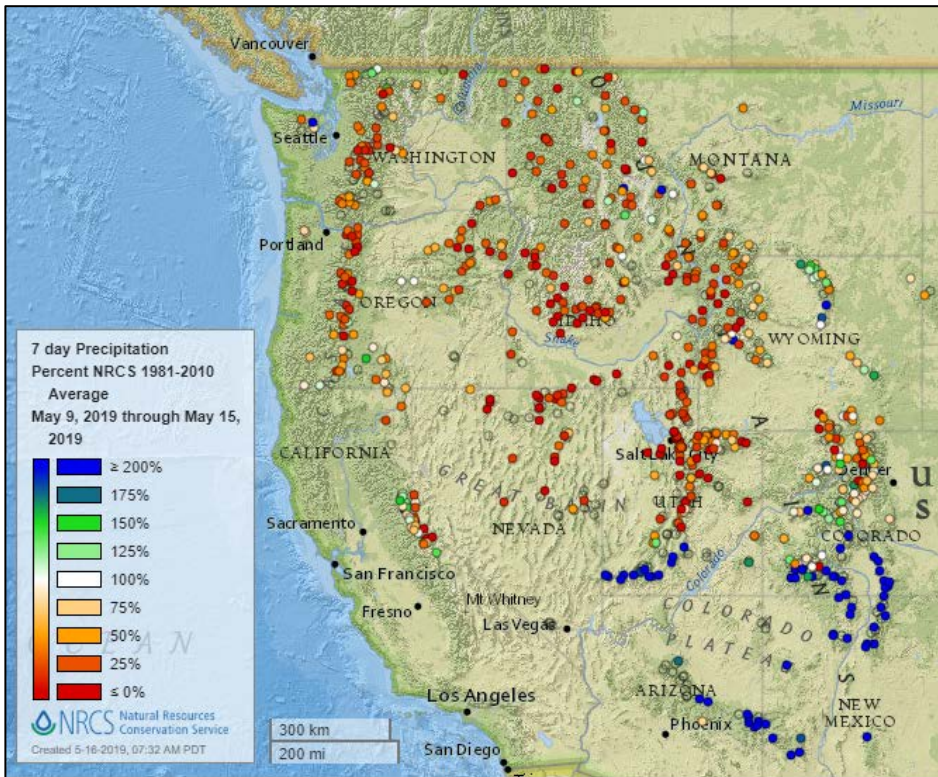 Vancouver
Columbia
Missouri
Seattle
WASHINGTON
MONTANA
Portland
OREGON
IDAHO
Snake
WYOMING
7 day Precipitation
Percent NRCS 1981-2010
Average
May 9, 2019 through May 15,
2019
≥ 200%
175%
150%
125%
100%
75%
50%
25%
≤ 0%
NRCS Natural Resources
Conservation Service
Created 5-16-2019, 07:32 AM PDT
CALIFORNIA
Salt Lake City
Denver
US
GREAT BASIN
UTAH
NEVADA
COLORADO
Sacramento
San Francisco
Colorado
Fresno
Mt Whitney
Las Vegas
COLORADO
PLATEAU
OCEAN
ARIZONA
Los Angeles
Phoenix
NEW
MEXICO
300 km
200 mi
San Diego